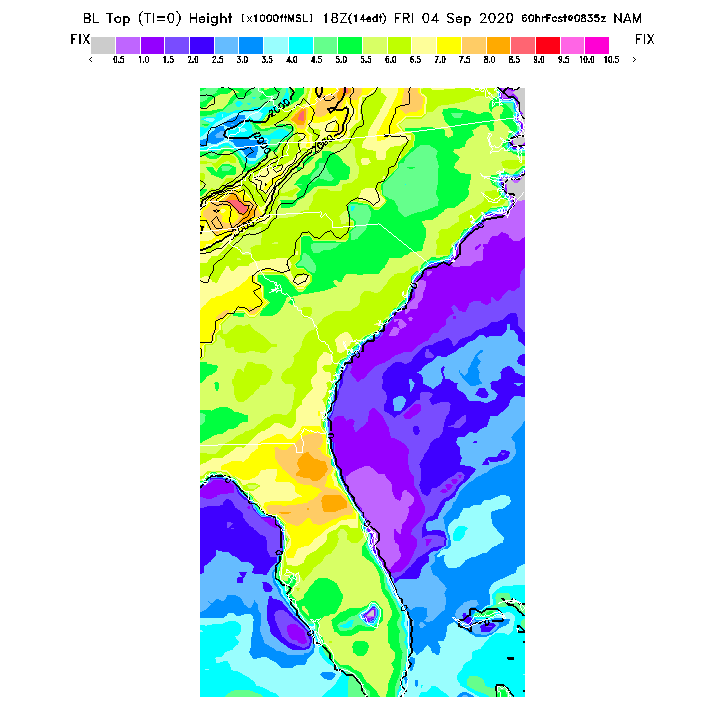 BL Top (TI=0) Height [x1000ftMSL] 18Z(14edt) FRI 04 Sep 2020 60hrFcst@0835z NAM
FIX FIX
< 0.5 1.0 1.5 2.0 2.5 3.0 3.5 4.0 4.5 5.0 5.5 6.0 6.5 7.0 7.5 8.0 8.5 9.0 9.5 10.0 10.5 >
2000
2000
2000